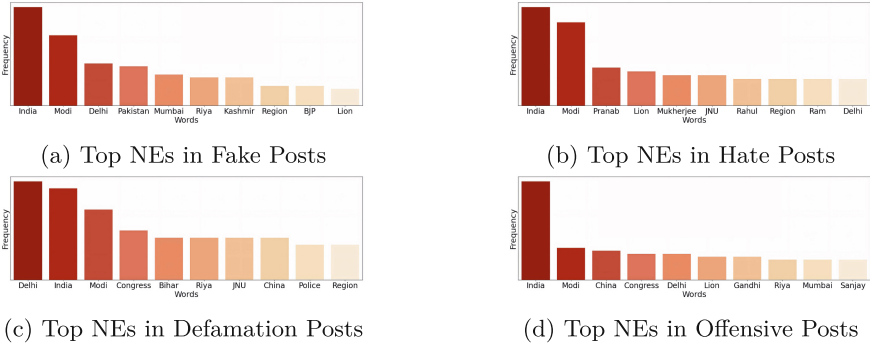 Frequency
India Modi Delhi Pakistan Mumbai Riya Kashmir Region BJP Lion
Words
(a) Top NEs in Fake Posts
Frequency
India Modi Pranab Lion Mukherjee JNU Rahul Region Ram Delhi
Words
(b) Top NEs in Hate Posts
Frequency
Delhi India Modi Congress Bihar Riya JNU China Police Region
Words
(c) Top NEs in Defamation Posts
Frequency
India Modi China Congress Delhi Lion Gandhi Riya Mumbai Sanjay
Words
(d) Top NEs in Offensive Posts